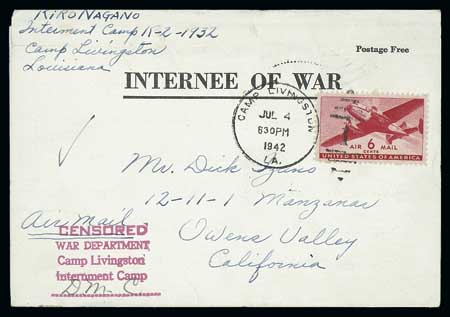 KIRO NAGANO
Internment Camp K-2-1932
Camp Livingston
Louisiana
Postage Free
INTERNEE OF WAR
CAMP LIVINGSTON
JUL 4
630PM
1942
LA.
AIR 6 MAIL
CENTS
UNITED STATES OF AMERICA
Mr. Dick
12-11-1 Manzanar
Owens Valley
California
Air Mail
CENSORED
WAR DEPARTMENT
Camp Livingston
Internment Camp
D.M.C.